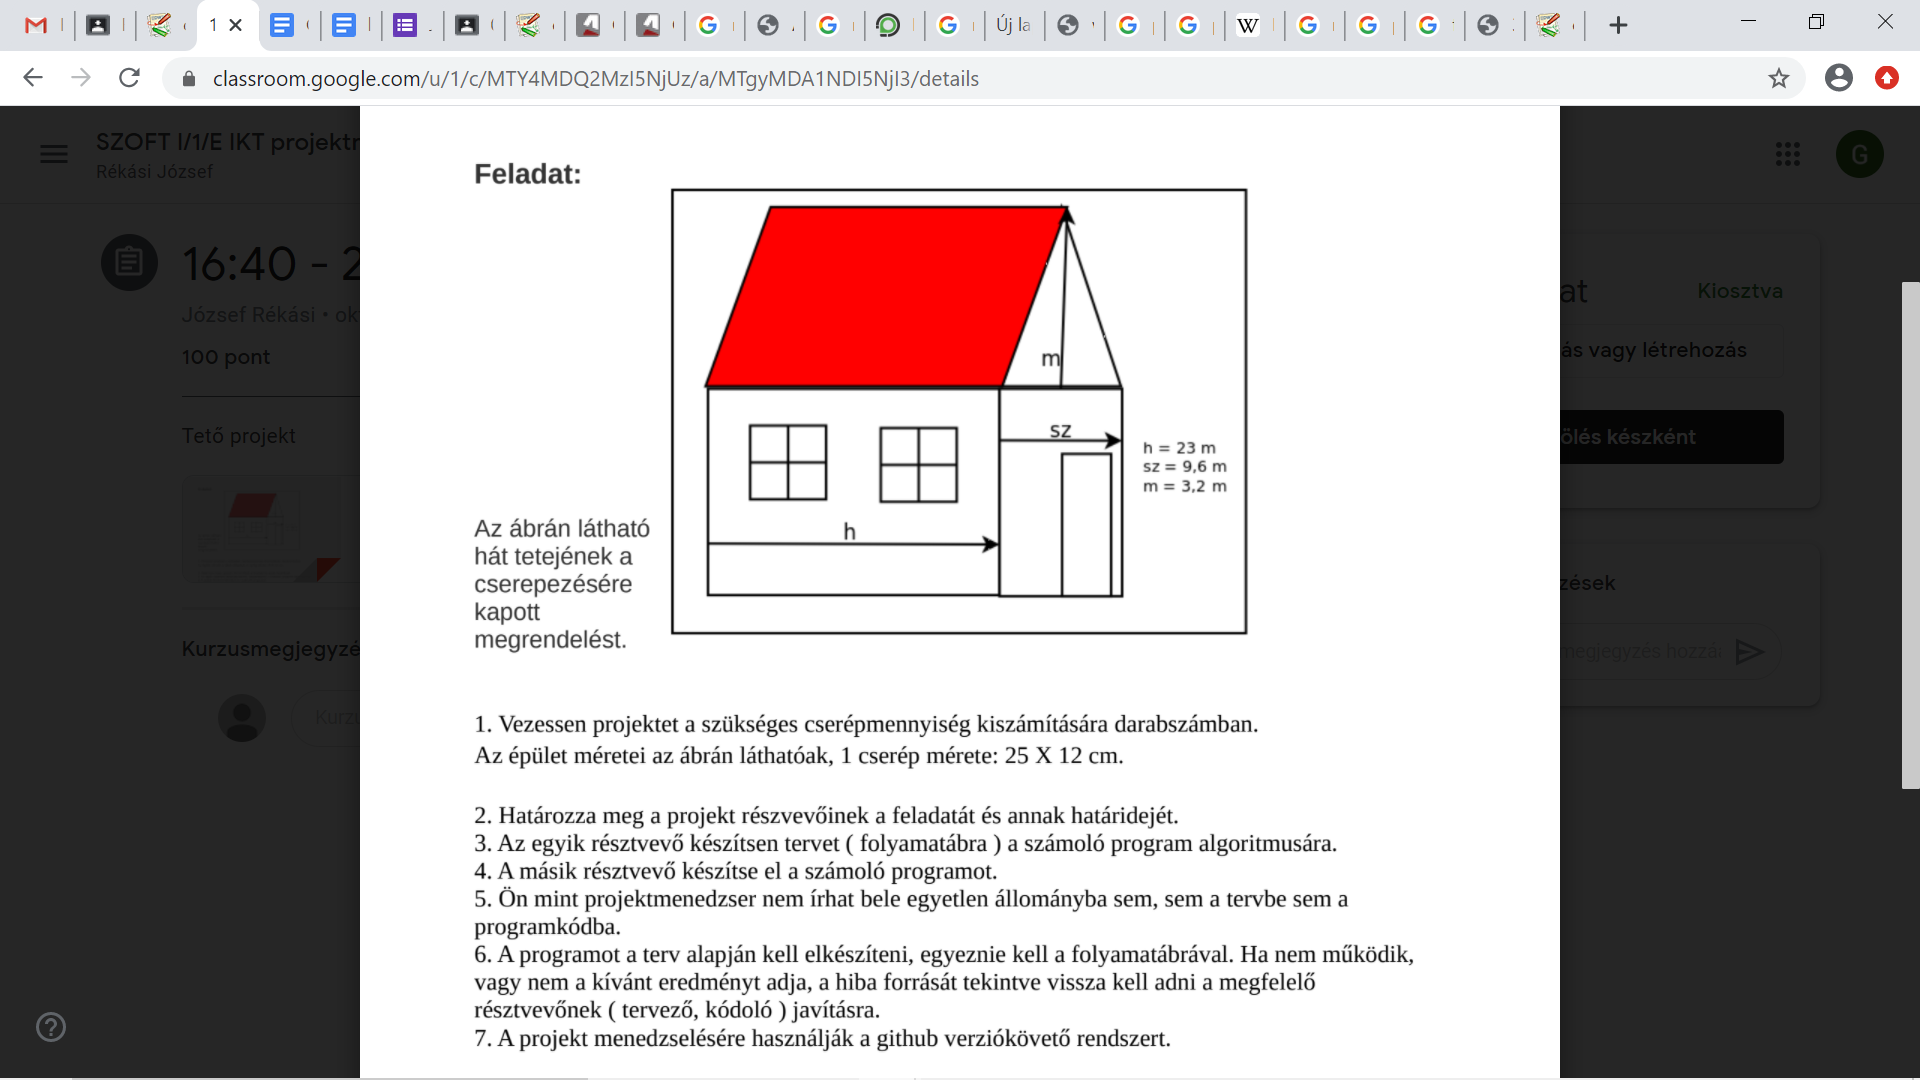 1
Új la
classroom.google.com/u/1/c/MTY4MDQ2MzI5NjUz/a/MTgyMDA1NDI5NjI3/details
SZOFT I/1/E IKT projektr
Rékási József
G
16:40 - 2
József Rékási • ok
100 pont
Tető projekt
Kurzusmegjegyzé
Kurzu
Feladat:
m
sz
h
h = 23 m
sz = 9,6 m
m = 3,2 m
Az ábrán látható
hát tetejének a
cserepezésére
kapott
megrendelést.
1. Vezessen projektet a szükséges cserépmennyiség kiszámítására darabszámban.
Az épület méretei az ábrán láthatóak, 1 cserép mérete: 25 X 12 cm.
2. Határozza meg a projekt részvevőinek a feladatát és annak határidejét.
3. Az egyik résztvevő készítsen tervet ( folyamatábra ) a számoló program algoritmusára.
4. A másik résztvevő készítse el a számoló programot.
5. Ön mint projektmenedzser nem írhat bele egyetlen állományba sem, sem a tervbe sem a
programkódba.
6. A programot a terv alapján kell elkészíteni, egyeznie kell a folyamatábrával. Ha nem működik,
vagy nem a kívánt eredményt adja, a hiba forrását tekintve vissza kell adni a megfelelő
résztvevőnek ( tervező, kódoló ) javításra.
7. A projekt menedzselésére használják a github verziókövető rendszert.
at
Kiosztva
ás vagy létrehozás
ölés készként
zések
negjegyzés hozzá